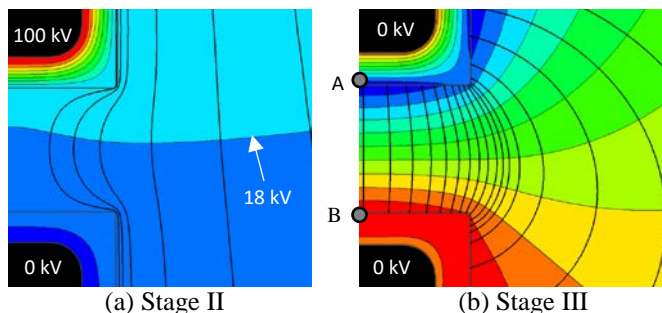 100 kV
18 kV
0 kV
(a) Stage II
0 kV
A
B
0 kV
(b) Stage III